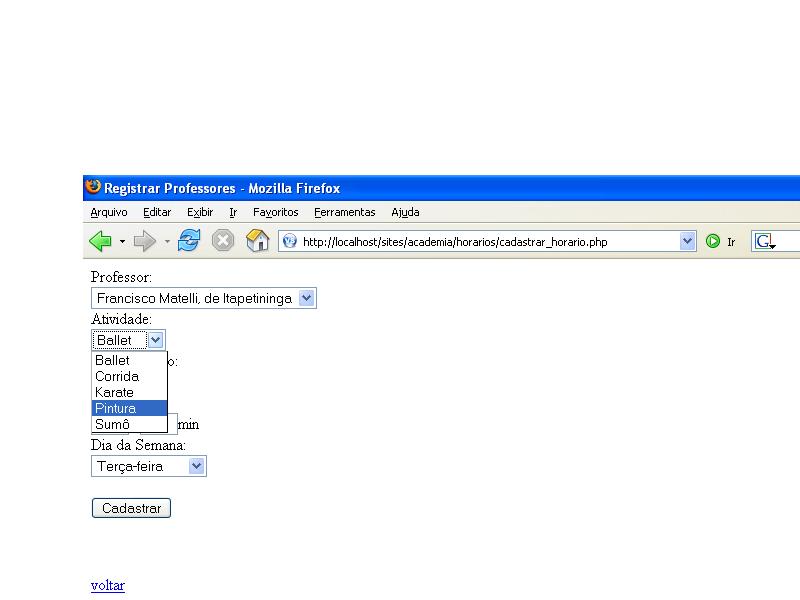 Registrar Professores - Mozilla Firefox
Arquivo Editar Exibir Ir Favoritos Ferramentas Ajuda
http://localhost/sites/academia/horarios/cadastrar_horario.php Ir G
Professor:
Francisco Matelli, de Itapetininga
Atividade:
Ballet
Ballet
o:
Corrida
Karate
Pintura
Sumô
min
Dia da Semana:
Terça-feira
Cadastrar
voltar